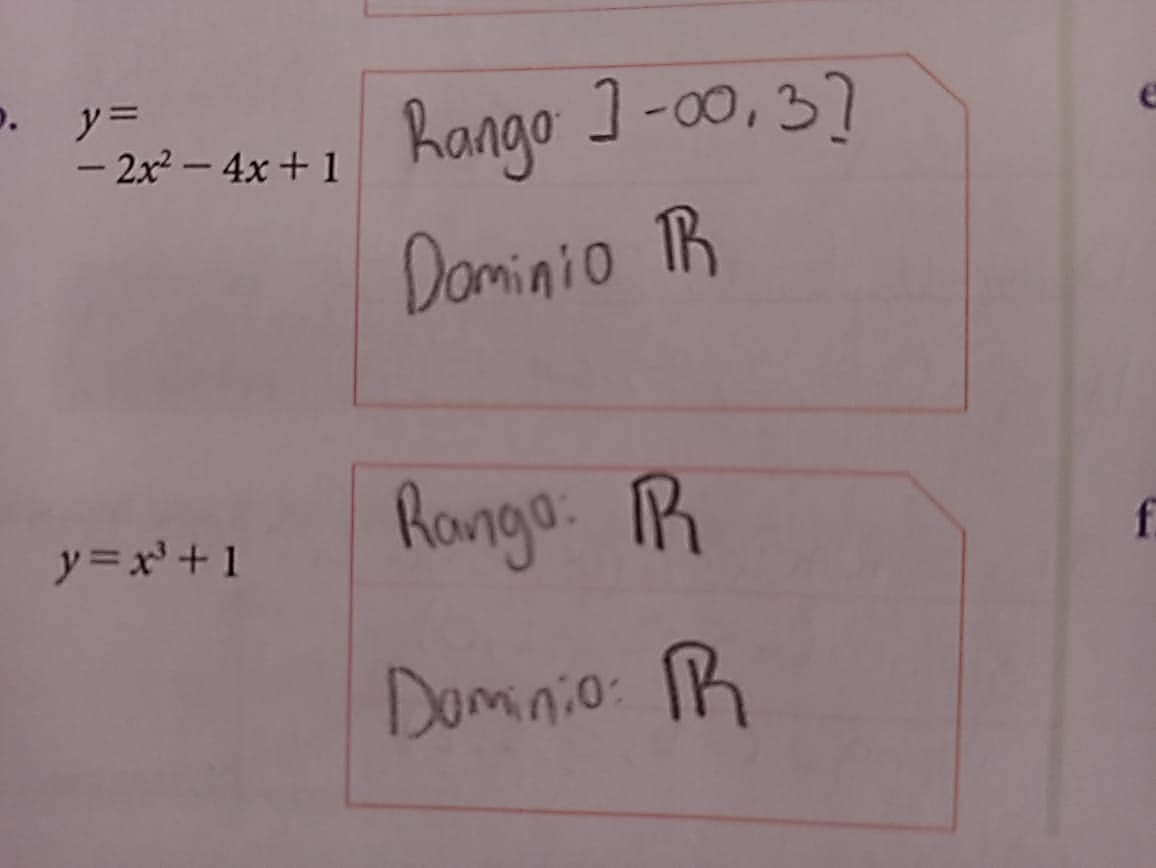 y =
− 2x² − 4x + 1
Rango ]-∞, 3]
Dominio ℝ
y = x³ + 1
Rango: ℝ
Dominio: ℝ
e
f.